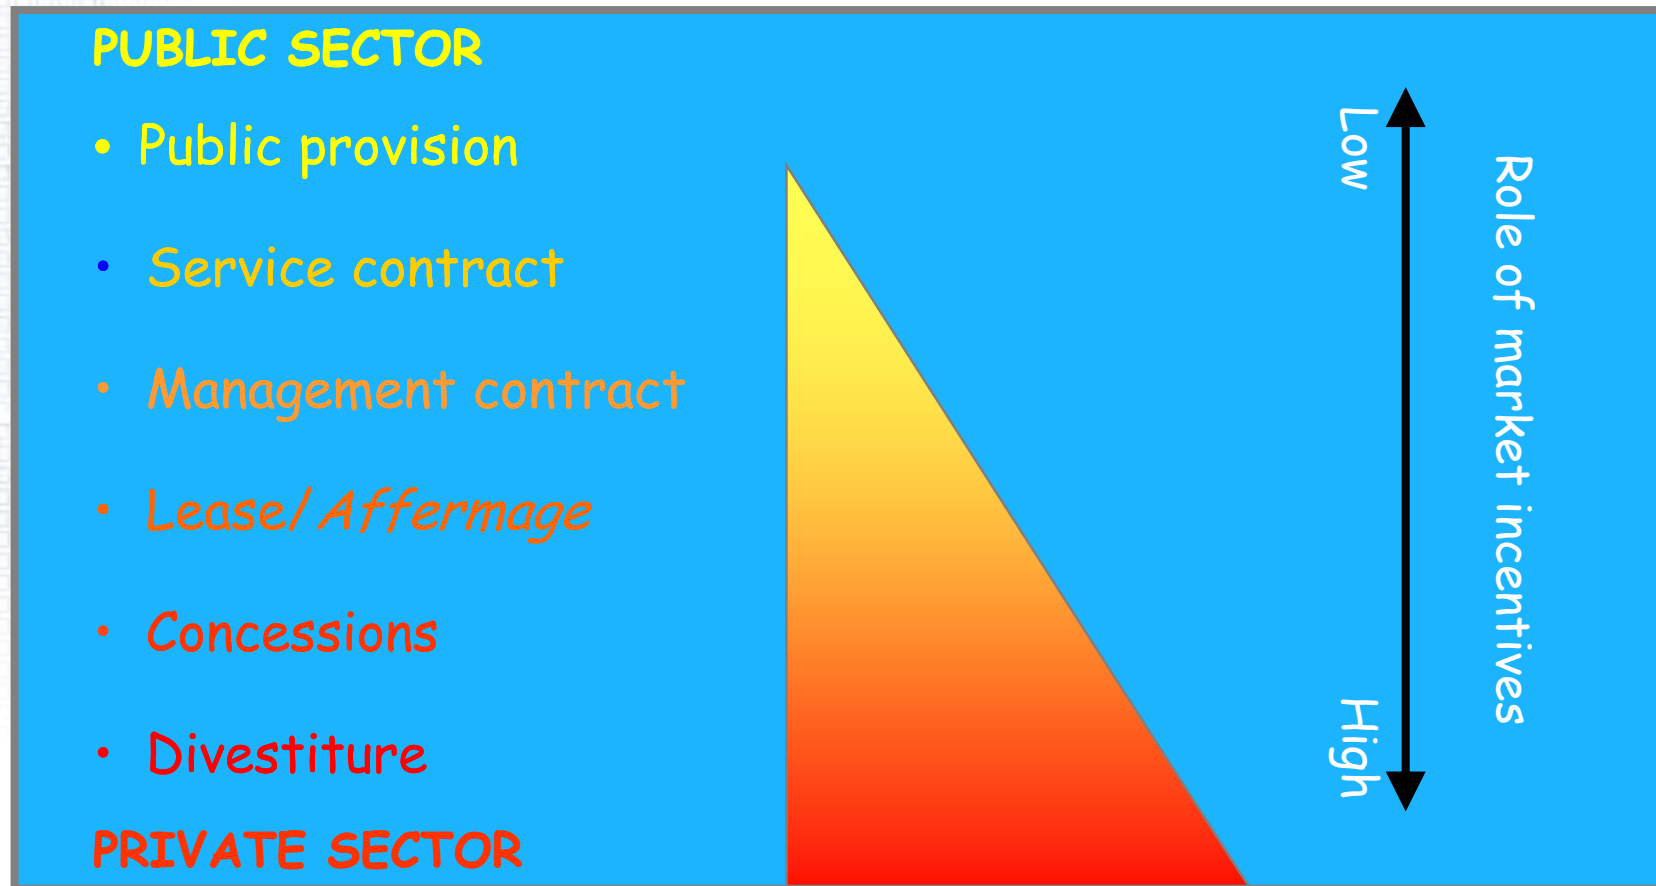 PUBLIC SECTOR
• Public provision
• Service contract
• Management contract
• Lease/Affermage
• Concessions
• Divestiture
PRIVATE SECTOR
Low
High
Role of market incentives